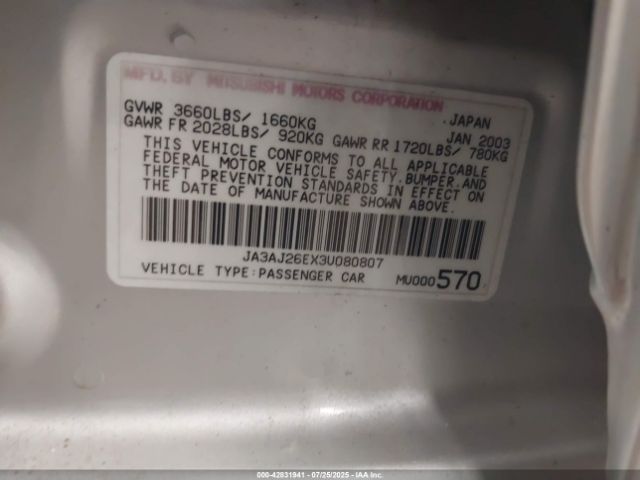 MFD. BY MITSUBISHI MOTORS CORPORATION
GVWR 3660LBS/ 1660KG JAPAN
GAWR FR 2028LBS/ 920KG GAWR RR 1720LBS/ 780KG JAN 2003
THIS VEHICLE CONFORMS TO ALL APPLICABLE
FEDERAL MOTOR VEHICLE SAFETY.BUMPER.AND
THEFT PREVENTION STANDARDS IN EFFECT ON
THE DATE OF MANUFACTURE SHOWN ABOVE.
JA3AJ26EX3U080807
VEHICLE TYPE:PASSENGER CAR MU000570
000-42831941 - 07/25/2025 - IAA Inc.